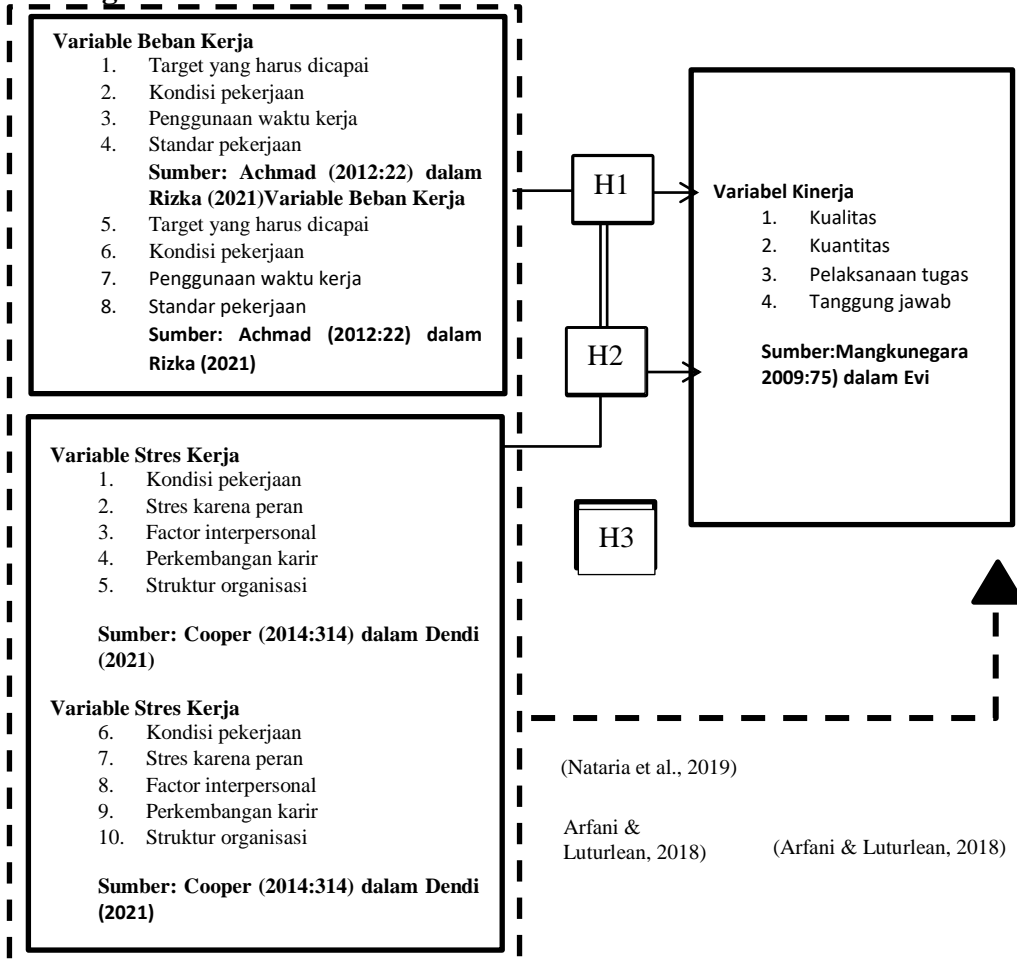 Variable Beban Kerja
1. Target yang harus dicapai
2. Kondisi pekerjaan
3. Penggunaan waktu kerja
4. Standar pekerjaan
Sumber: Achmad (2012:22) dalam
Rizka (2021)Variable Beban Kerja
5. Target yang harus dicapai
6. Kondisi pekerjaan
7. Penggunaan waktu kerja
8. Standar pekerjaan
Sumber: Achmad (2012:22) dalam
Rizka (2021)
Variable Stres Kerja
1. Kondisi pekerjaan
2. Stres karena peran
3. Factor interpersonal
4. Perkembangan karir
5. Struktur organisasi
Sumber: Cooper (2014:314) dalam Dendi
(2021)
Variable Stres Kerja
6. Kondisi pekerjaan
7. Stres karena peran
8. Factor interpersonal
9. Perkembangan karir
10. Struktur organisasi
Sumber: Cooper (2014:314) dalam Dendi
(2021)
H1
H2
H3
Variabel Kinerja
1. Kualitas
2. Kuantitas
3. Pelaksanaan tugas
4. Tanggung jawab
Sumber:Mangkunegara
2009:75) dalam Evi
(Nataria et al., 2019)
Arfani &
Luturlean, 2018)
(Arfani & Luturlean, 2018)